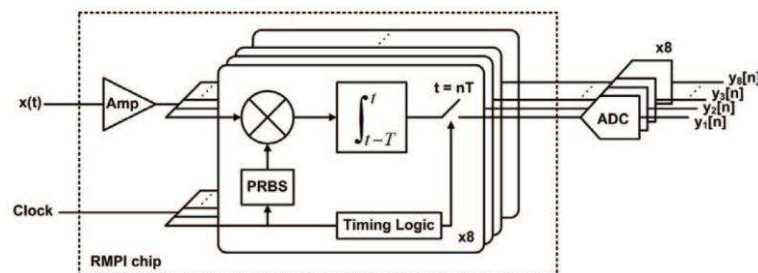 x8
y8[n]
t
t = nT
y3[n]
x(t)
Amp
y2[n]
ADC
y1[n]
t-T
PRBS
Clock
Timing Logic
x8
RMPI chip